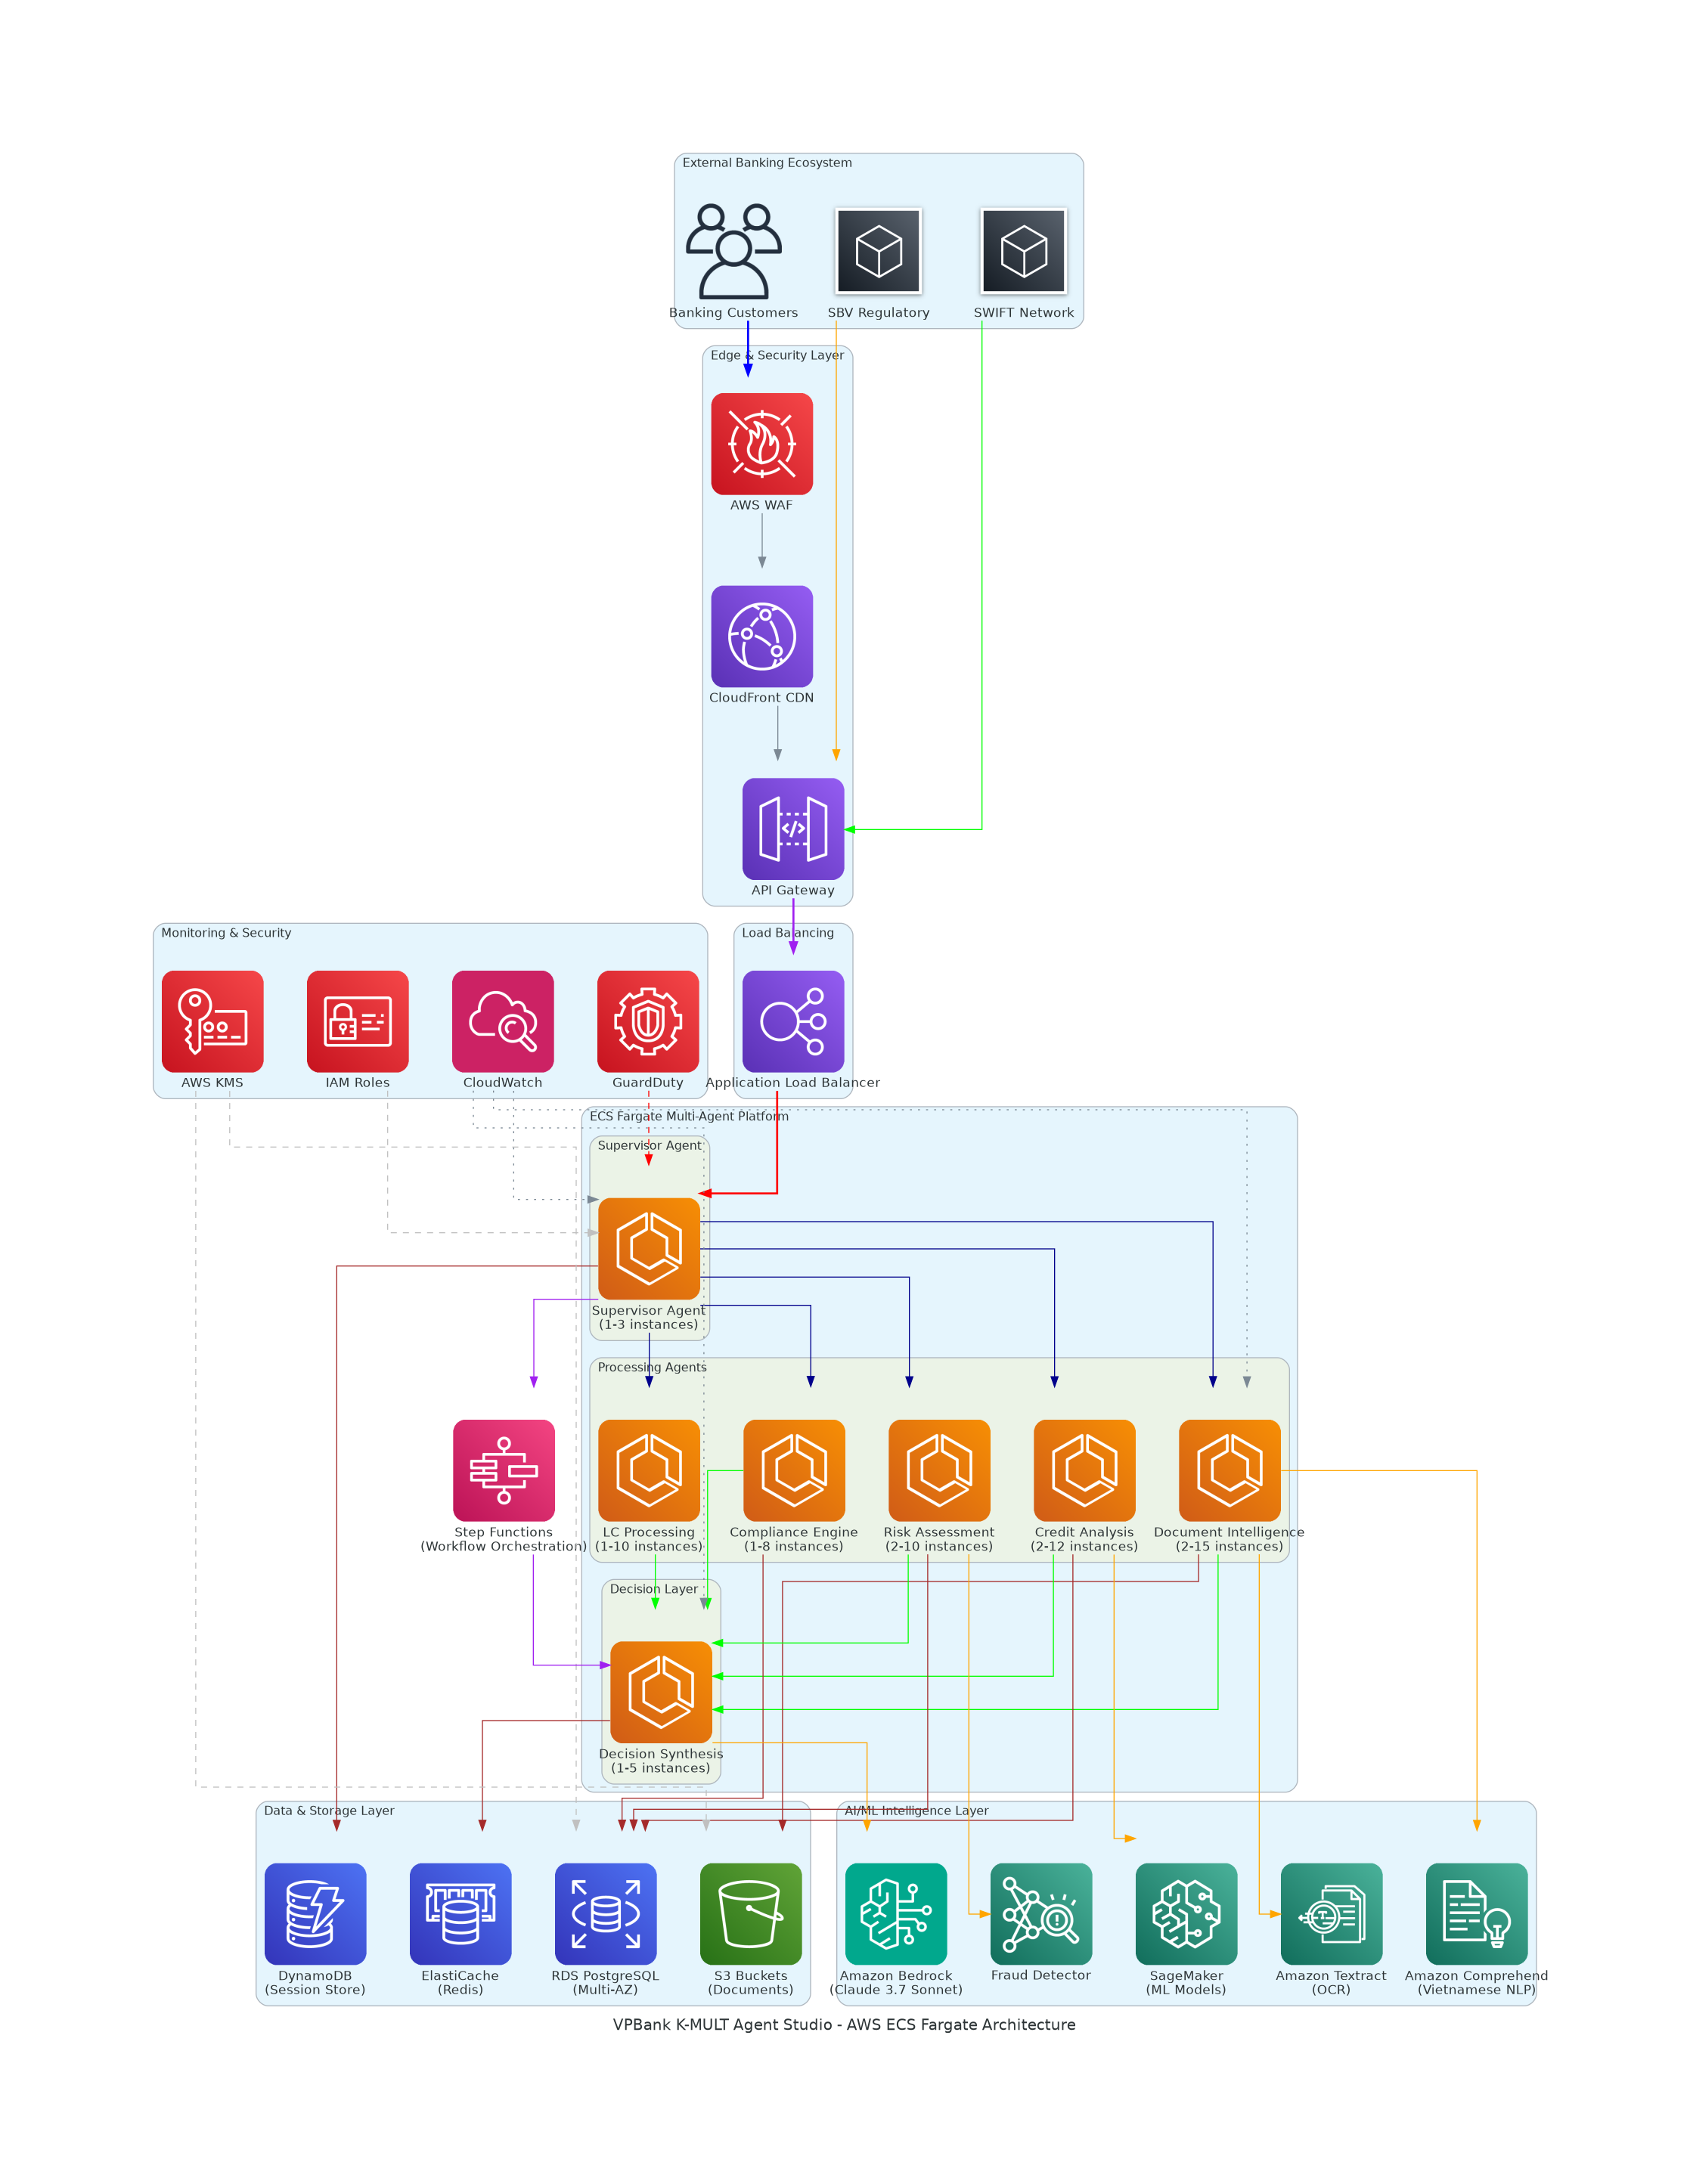 External Banking Ecosystem
Banking Customers
SBV Regulatory
SWIFT Network
Edge & Security Layer
AWS WAF
CloudFront CDN
API Gateway
Monitoring & Security
Load Balancing
AWS KMS
IAM Roles
CloudWatch
GuardDuty
Application Load Balancer
ECS Fargate Multi-Agent Platform
Supervisor Agent
Supervisor Agent
(1-3 instances)
Processing Agents
Step Functions
(Workflow Orchestration)
LC Processing
(1-10 instances)
Compliance Engine
(1-8 instances)
Risk Assessment
(2-10 instances)
Credit Analysis
(2-12 instances)
Document Intelligence
(2-15 instances)
Decision Layer
Decision Synthesis
(1-5 instances)
Data & Storage Layer
AI/ML Intelligence Layer
DynamoDB
(Session Store)
ElastiCache
(Redis)
RDS PostgreSQL
(Multi-AZ)
S3 Buckets
(Documents)
Amazon Bedrock
(Claude 3.7 Sonnet)
Fraud Detector
SageMaker
(ML Models)
Amazon Textract
(OCR)
Amazon Comprehend
(Vietnamese NLP)
VPBank K-MULT Agent Studio - AWS ECS Fargate Architecture